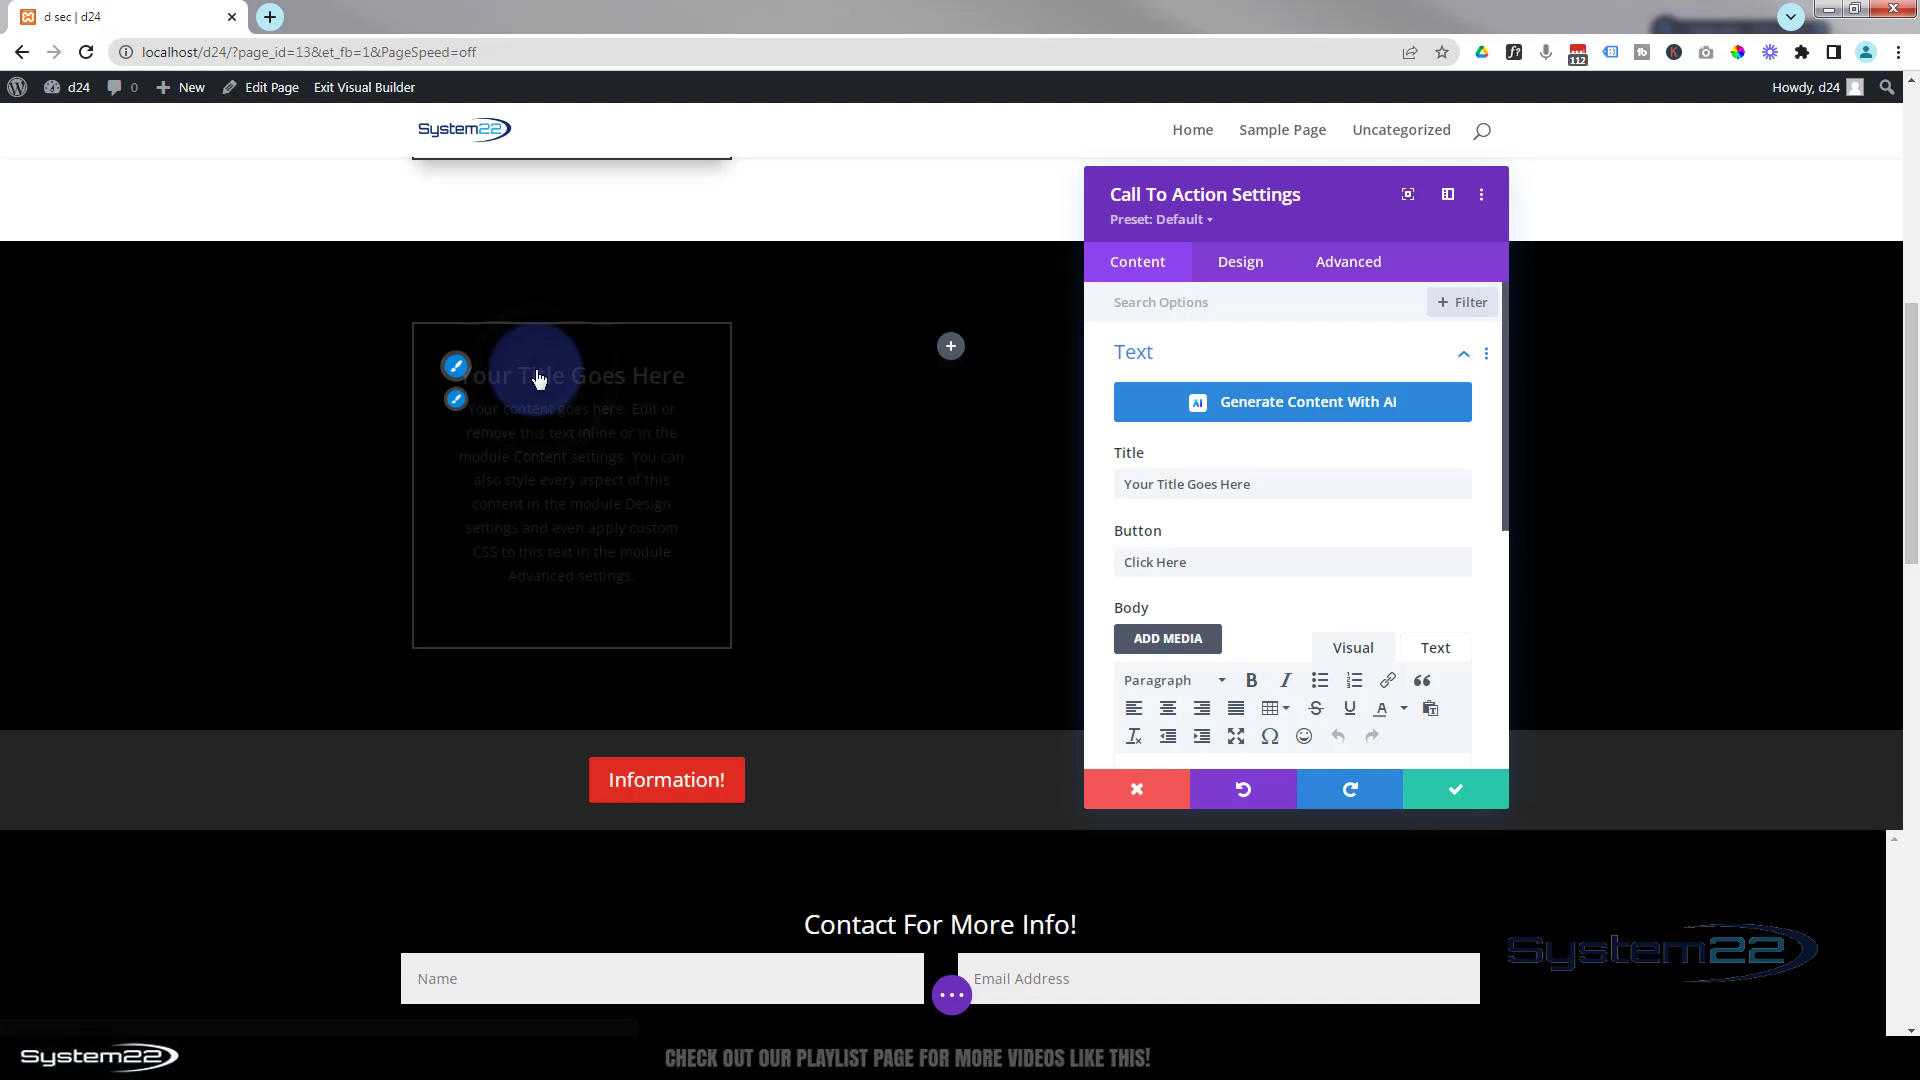 d sec | d24
localhost/d24/?page_id=13&et_fb=1&PageSpeed=off
112
d24
0
New
Edit Page
Exit Visual Builder
Howdy, d24
System22
Home
Sample Page
Uncategorized
Call To Action Settings
Preset: Default
Content
Design
Advanced
Search Options
+ Filter
Text
AI Generate Content With AI
Title
Your Title Goes Here
Button
Click Here
Body
ADD MEDIA
Visual
Text
Paragraph
Your Title Goes Here
Your content goes here. Edit or
remove this text inline or in the
module Content settings. You can
also style every aspect of this
content in the module Design
settings and even apply custom
CSS to this text in the module
Advanced settings.
Information!
Contact For More Info!
Name
Email Address
System22
System22
CHECK OUT OUR PLAYLIST PAGE FOR MORE VIDEOS LIKE THIS!